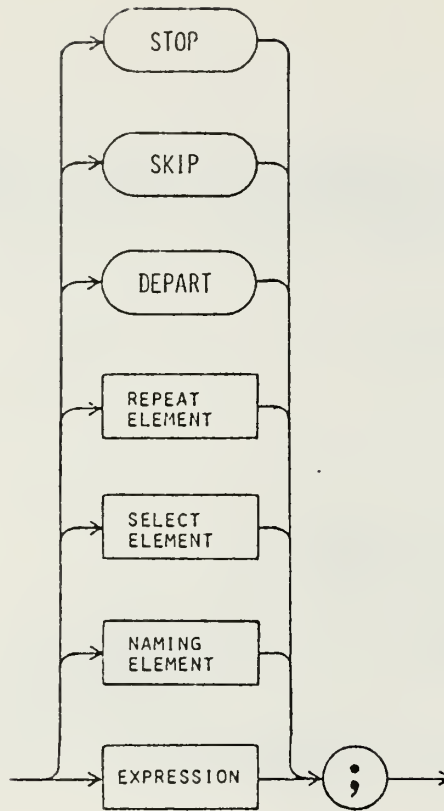 STOP
SKIP
DEPART
REPEAT
ELEMENT
SELECT
ELEMENT
NAMING
ELEMENT
EXPRESSION
;